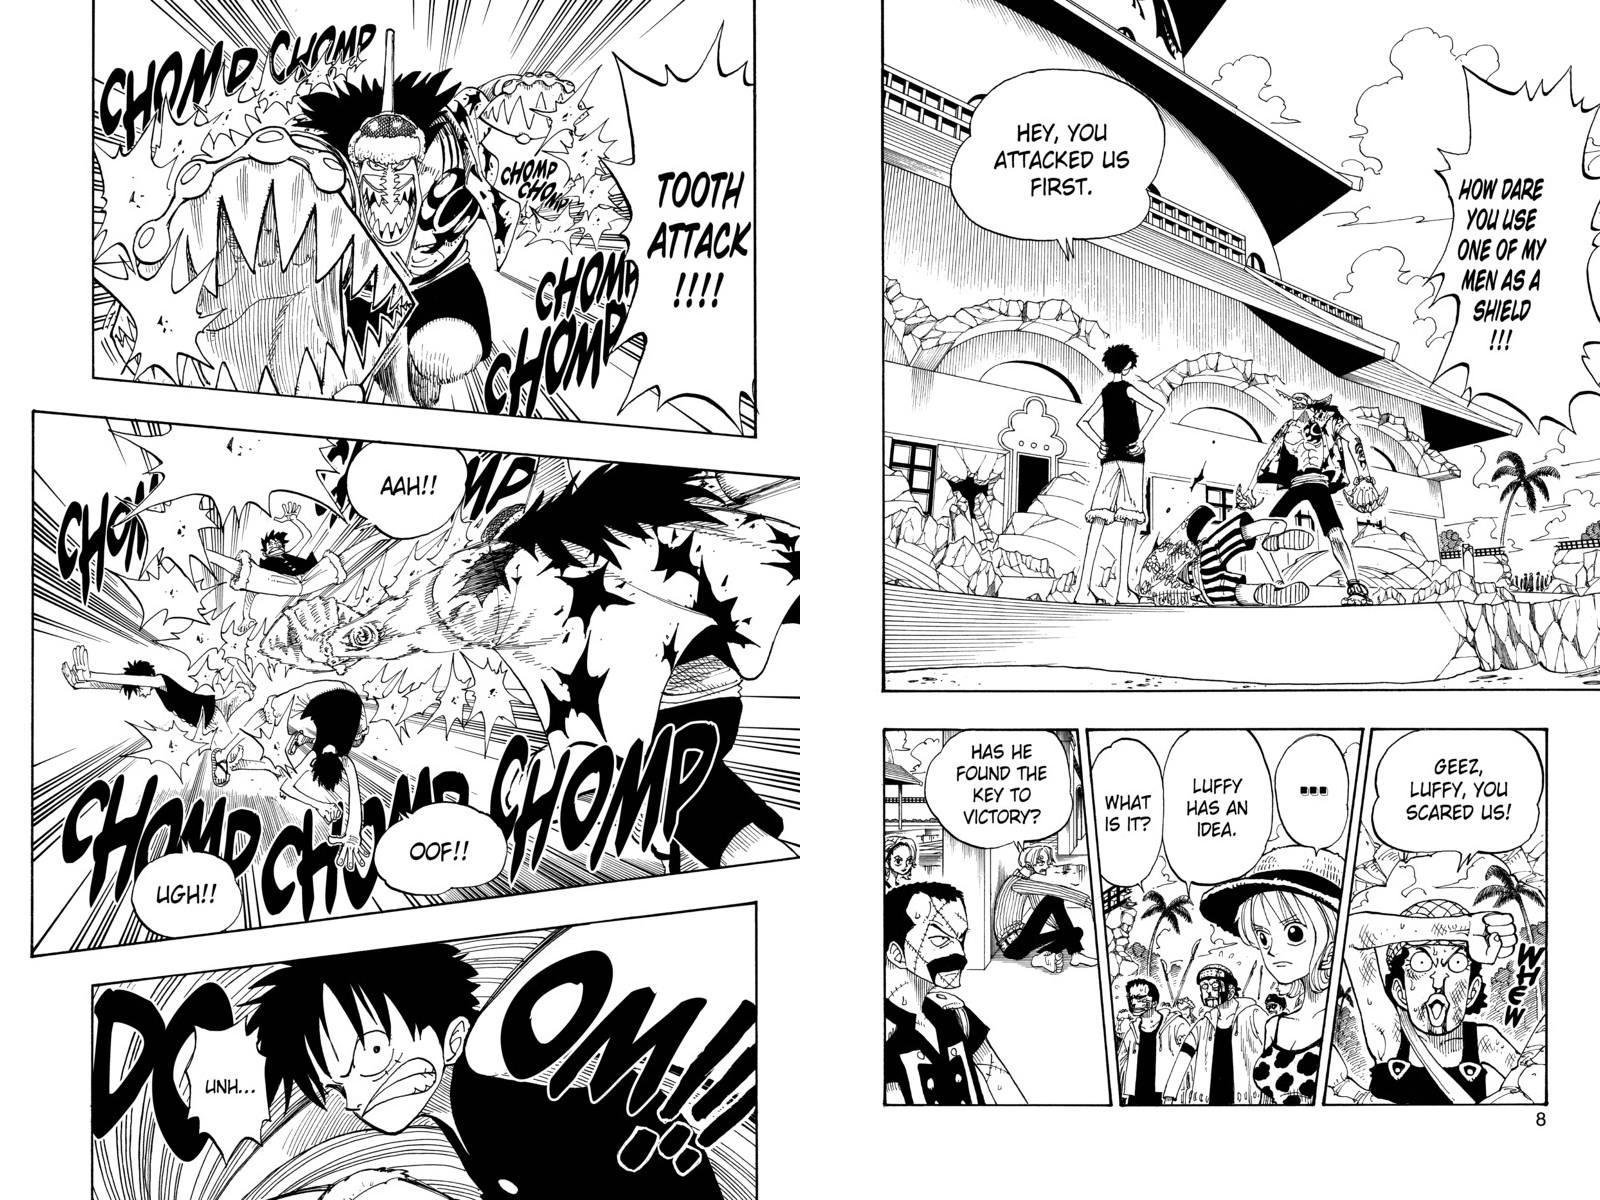 HOW DARE
YOU USE
ONE OF MY
MEN AS A
SHIELD
!!!
HEY, YOU
ATTACKED US
FIRST.
GEEZ,
LUFFY, YOU
SCARED US!
WHEW
...
LUFFY
HAS AN
IDEA.
WHAT
IS IT?
HAS HE
FOUND THE
KEY TO
VICTORY?
8
TOOTH
ATTACK
!!!!
CHOMP CHOMP
CHOMP
CHOMP
CHOMP
CHOMP
AAH!!
CHOMP
CHOMP
OOF!!
UGH!!
CHOMP CHOMP CHOMP
DOOM!!!
UNH...